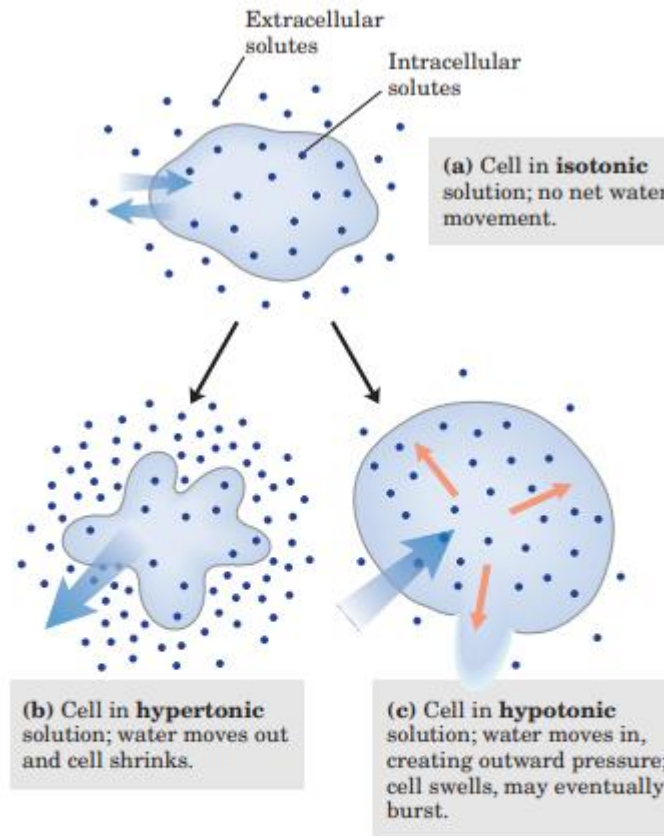 Extracellular
solutes
Intracellular
solutes
(a) Cell in isotonic
solution; no net water
movement.
(b) Cell in hypertonic
solution; water moves out
and cell shrinks.
(c) Cell in hypotonic
solution; water moves in,
creating outward pressure;
cell swells, may eventually
burst.